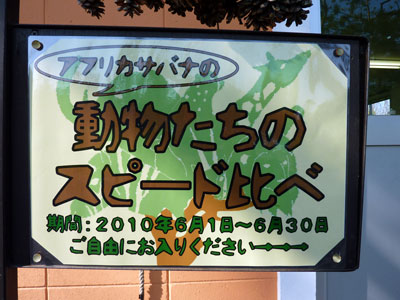 アフリカサバナの
動物たちの
スピード比べ
期間:2010年6月1日～6月30日
ご自由にお入りください→→→